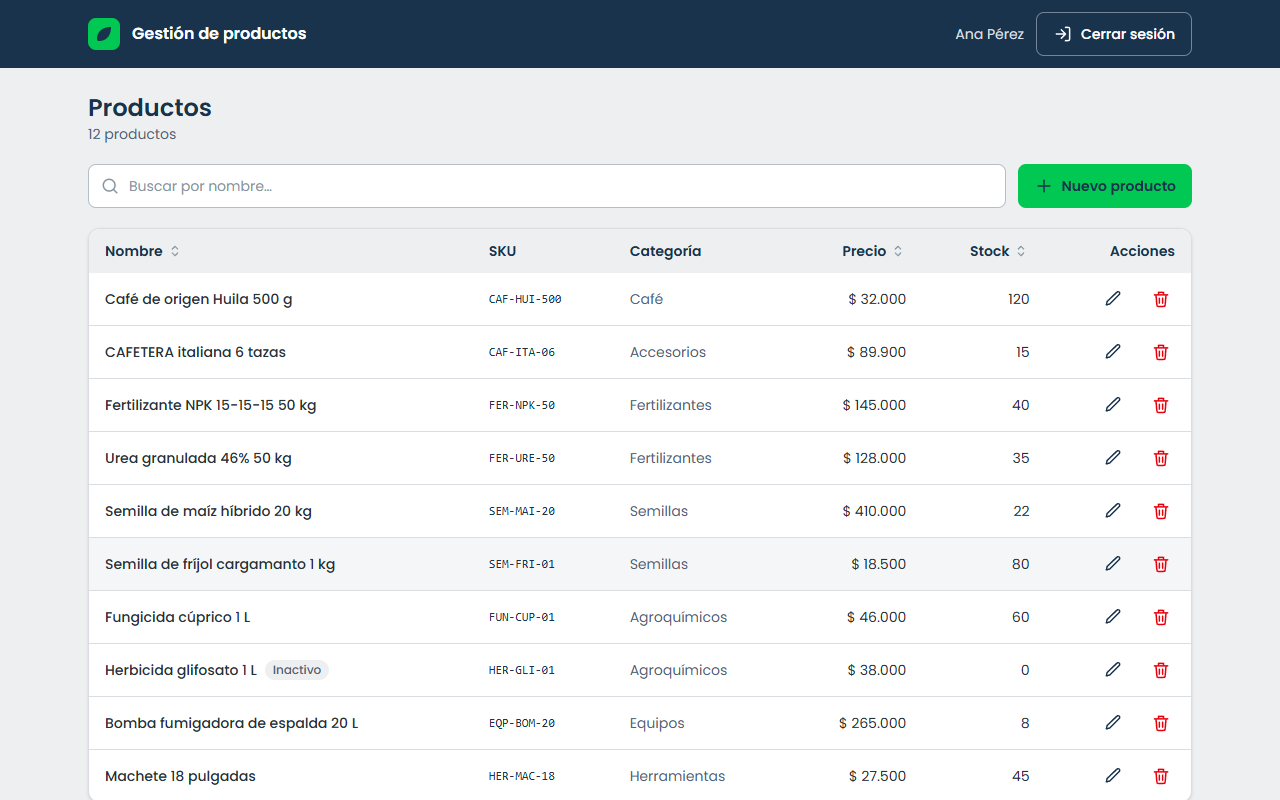 Gestión de productos
Ana Pérez
Cerrar sesión
Productos
12 productos
Buscar por nombre...
Nuevo producto
Nombre SKU Categoría Precio Stock Acciones
Café de origen Huila 500 g CAF-HUI-500 Café $ 32.000 120
CAFETERA italiana 6 tazas CAF-ITA-06 Accesorios $ 89.900 15
Fertilizante NPK 15-15-15 50 kg FER-NPK-50 Fertilizantes $ 145.000 40
Urea granulada 46% 50 kg FER-URE-50 Fertilizantes $ 128.000 35
Semilla de maíz híbrido 20 kg SEM-MAI-20 Semillas $ 410.000 22
Semilla de fríjol cargamanto 1 kg SEM-FRI-01 Semillas $ 18.500 80
Fungicida cúprico 1 L FUN-CUP-01 Agroquímicos $ 46.000 60
Herbicida glifosato 1 L Inactivo HER-GLI-01 Agroquímicos $ 38.000 0
Bomba fumigadora de espalda 20 L EQP-BOM-20 Equipos $ 265.000 8
Machete 18 pulgadas HER-MAC-18 Herramientas $ 27.500 45